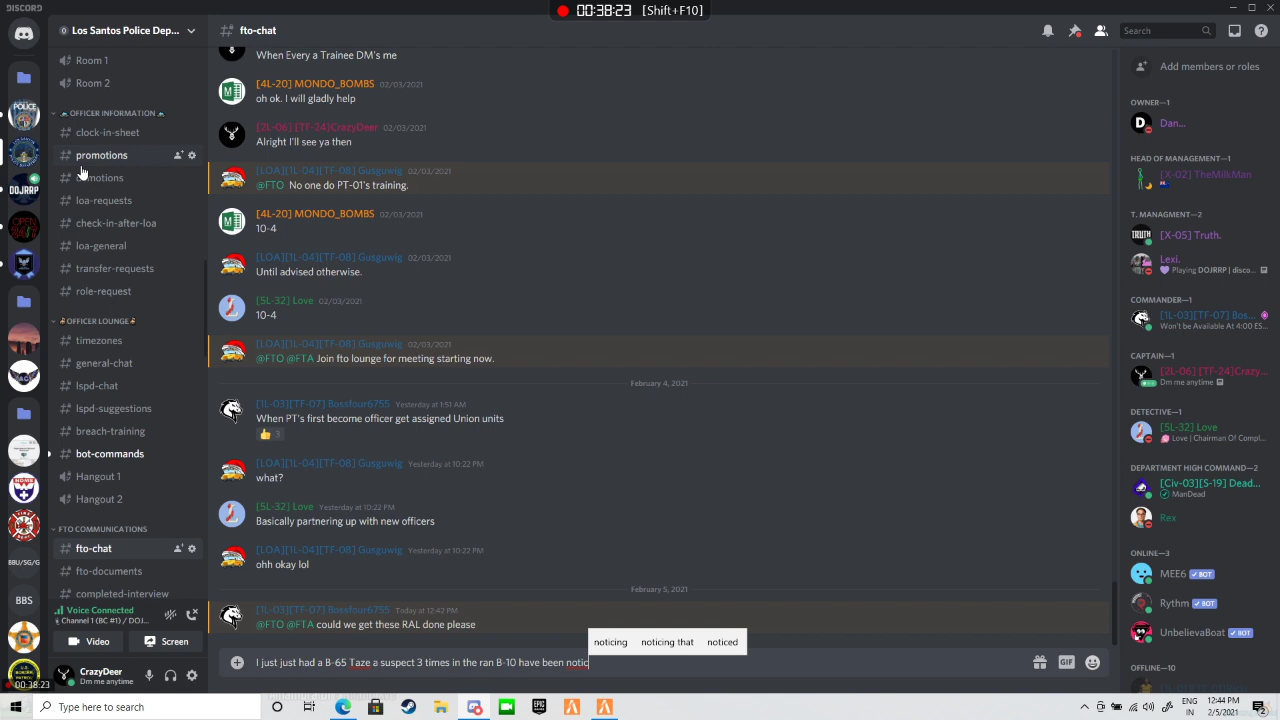 DISCORD
00:38:23 [Shift+F10]
0 Los Santos Police Dep...
# fto-chat
Search
Room 1
Room 2
OFFICER INFORMATION
# clock-in-sheet
# promotions
# loa-requests
# check-in-after-loa
# loa-general
# transfer-requests
# role-request
OFFICER LOUNGE
# timezones
# general-chat
# lspd-chat
# lspd-suggestions
# breach-training
# bot-commands
Hangout 1
Hangout 2
FTO COMMUNICATIONS
# fto-chat
# fto-documents
# completed-interview
Voice Connected
Channel 1 (BC #1) / DOJ...
Video
Screen
CrazyDeer
Dm me anytime
POLICE
DOJRRP
OPEN
BBS
00:38:23
When Every a Trainee DM's me
[4L-20] MONDO_BOMBS 02/03/2021
oh ok. I will gladly help
[2L-06] [TF-24]CrazyDeer 02/03/2021
Alright I'll see ya then
[LOA][1L-04][TF-08] Gusguwig 02/03/2021
@FTO No one do PT-01's training.
[4L-20] MONDO_BOMBS 02/03/2021
10-4
[LOA][1L-04][TF-08] Gusguwig 02/03/2021
Until advised otherwise.
[5L-32] Love 02/03/2021
10-4
[LOA][1L-04][TF-08] Gusguwig 02/03/2021
@FTO @FTA Join fto lounge for meeting starting now.
February 4, 2021
[1L-03][TF-07] Bossfour6755 Yesterday at 1:51 AM
When PT's first become officer get assigned Union units
👍 3
[LOA][1L-04][TF-08] Gusguwig Yesterday at 10:22 PM
what?
[5L-32] Love Yesterday at 10:22 PM
Basically partnering up with new officers
[LOA][1L-04][TF-08] Gusguwig Yesterday at 10:22 PM
ohh okay lol
February 5, 2021
[1L-03][TF-07] Bossfour6755 Today at 12:42 PM
@FTO @FTA could we get these RAL done please
noticing noticing that noticed
I just just had a B-65 Taze a suspect 3 times in the ran B-10 have been notic
GIF
Add members or roles
OWNER—1
Dan...
HEAD OF MANAGEMENT—1
[X-02] TheMilkMan
T. MANAGMENT—2
[X-05] Truth.
Lexi.
Playing DOJRRP | disco...
COMMANDER—1
[1L-03][TF-07] Bos...
Won't be Available At 4:00 ES...
CAPTAIN—1
[2L-06] [TF-24]Crazy...
Dm me anytime
DETECTIVE—1
[5L-32] Love
Love | Chairman Of Compl...
DEPARTMENT HIGH COMMAND—2
[Civ-03][S-19] Dead...
ManDead
Rex
ONLINE—3
MEE6 ✓ BOT
Rythm ✓ BOT
UnbelievaBoat ✓ BOT
OFFLINE—10
Type here to search
ENG
IN
12:44 PM
2/5/2021